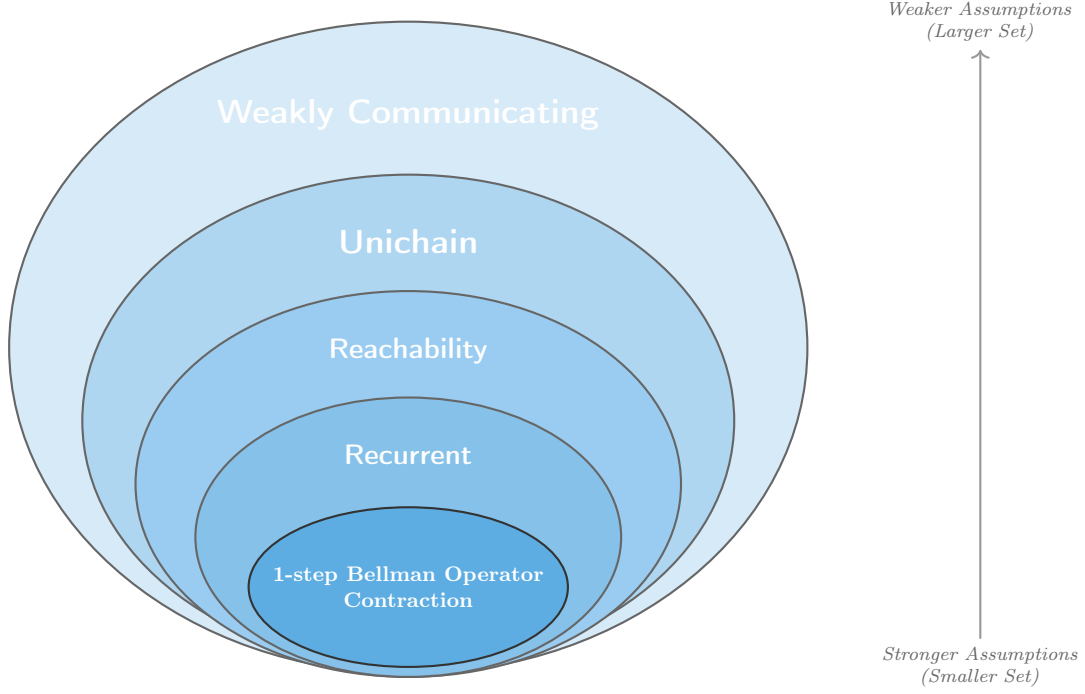 Weaker Assumptions
(Larger Set)
Weakly Communicating
Unichain
Reachability
Recurrent
1-step Bellman Operator
Contraction
Stronger Assumptions
(Smaller Set)